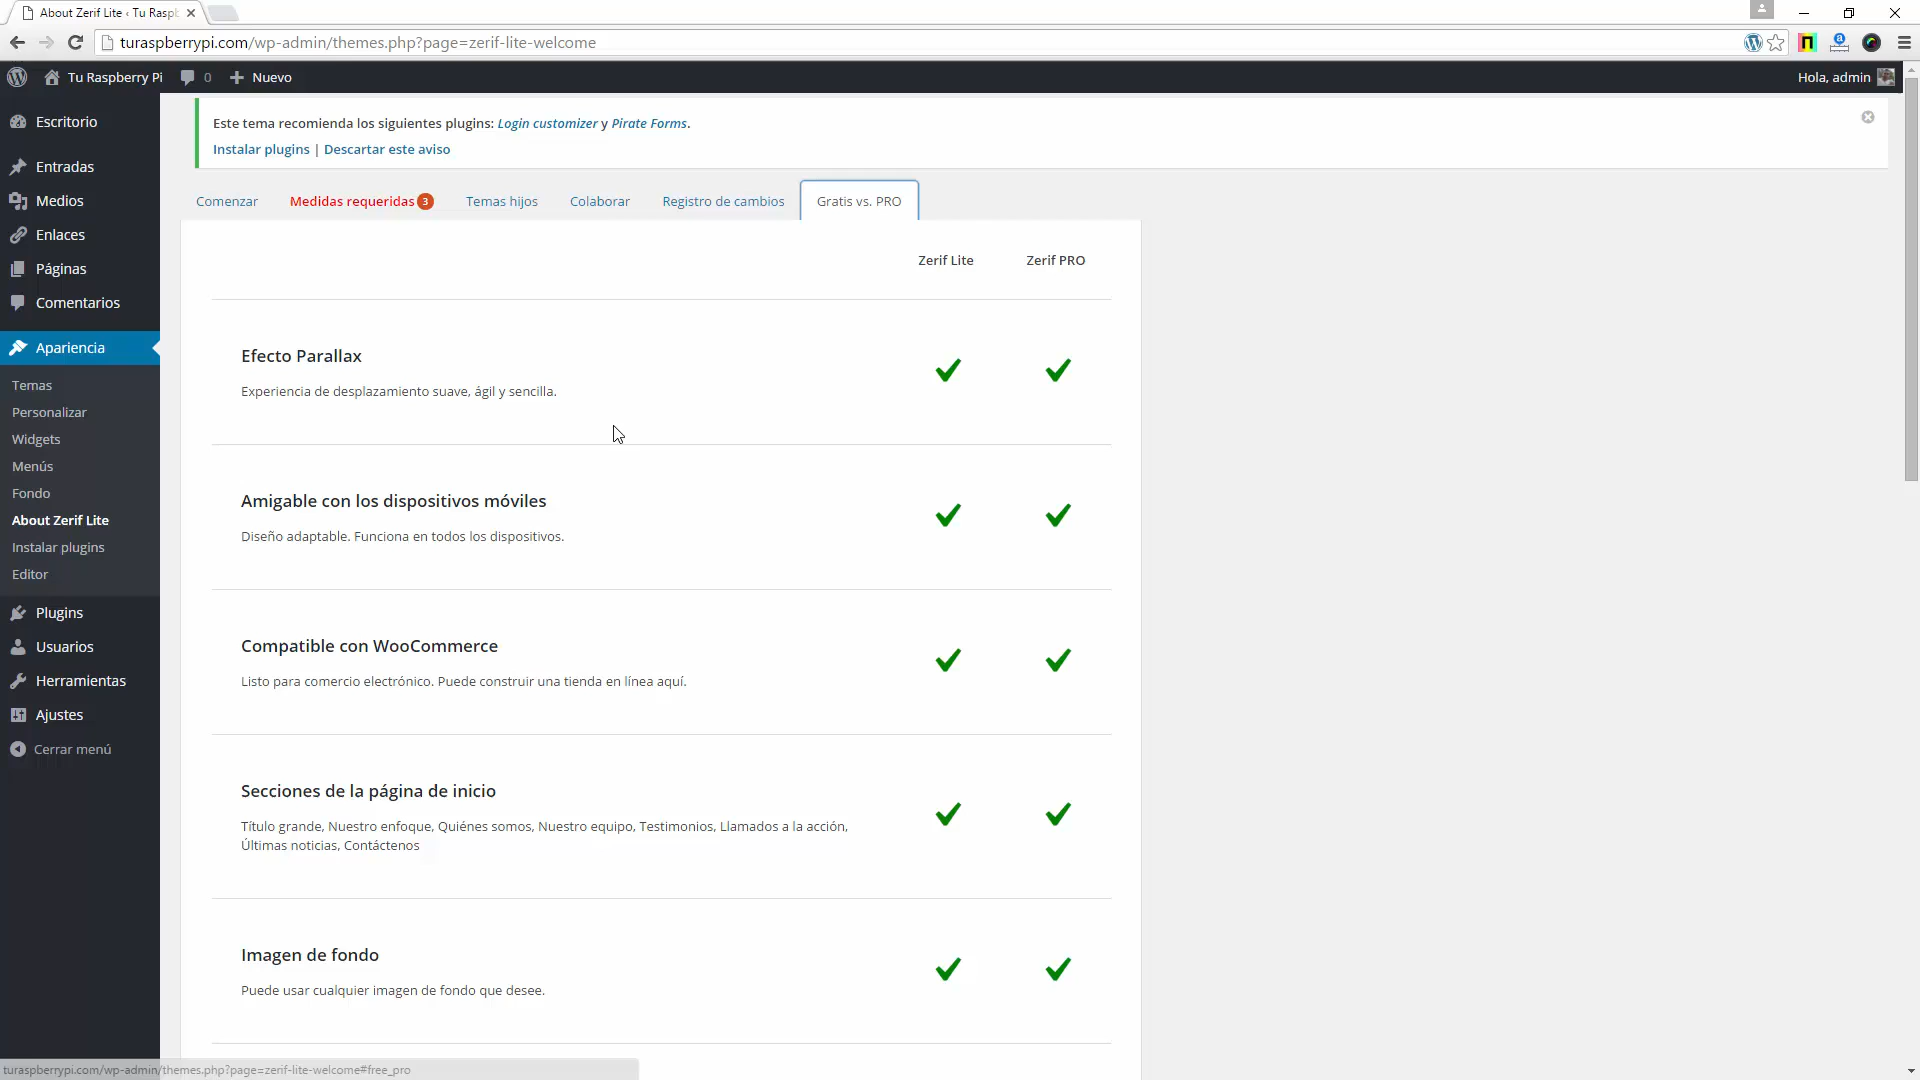 About Zerif Lite ‹ Tu Raspb
turaspberrypi.com/wp-admin/themes.php?page=zerif-lite-welcome
Tu Raspberry Pi 0 Nuevo
Hola, admin
Escritorio
Entradas
Medios
Enlaces
Páginas
Comentarios
Apariencia
Temas
Personalizar
Widgets
Menús
Fondo
About Zerif Lite
Instalar plugins
Editor
Plugins
Usuarios
Herramientas
Ajustes
Cerrar menú
Este tema recomienda los siguientes plugins: Login customizer y Pirate Forms.
Instalar plugins | Descartar este aviso
Comenzar Medidas requeridas 3 Temas hijos Colaborar Registro de cambios Gratis vs. PRO
Zerif Lite Zerif PRO
Efecto Parallax
Experiencia de desplazamiento suave, ágil y sencilla.
Amigable con los dispositivos móviles
Diseño adaptable. Funciona en todos los dispositivos.
Compatible con WooCommerce
Listo para comercio electrónico. Puede construir una tienda en línea aquí.
Secciones de la página de inicio
Título grande, Nuestro enfoque, Quiénes somos, Nuestro equipo, Testimonios, Llamados a la acción,
Últimas noticias, Contáctenos
Imagen de fondo
Puede usar cualquier imagen de fondo que desee.
turaspberrypi.com/wp-admin/themes.php?page=zerif-lite-welcome#free_pro